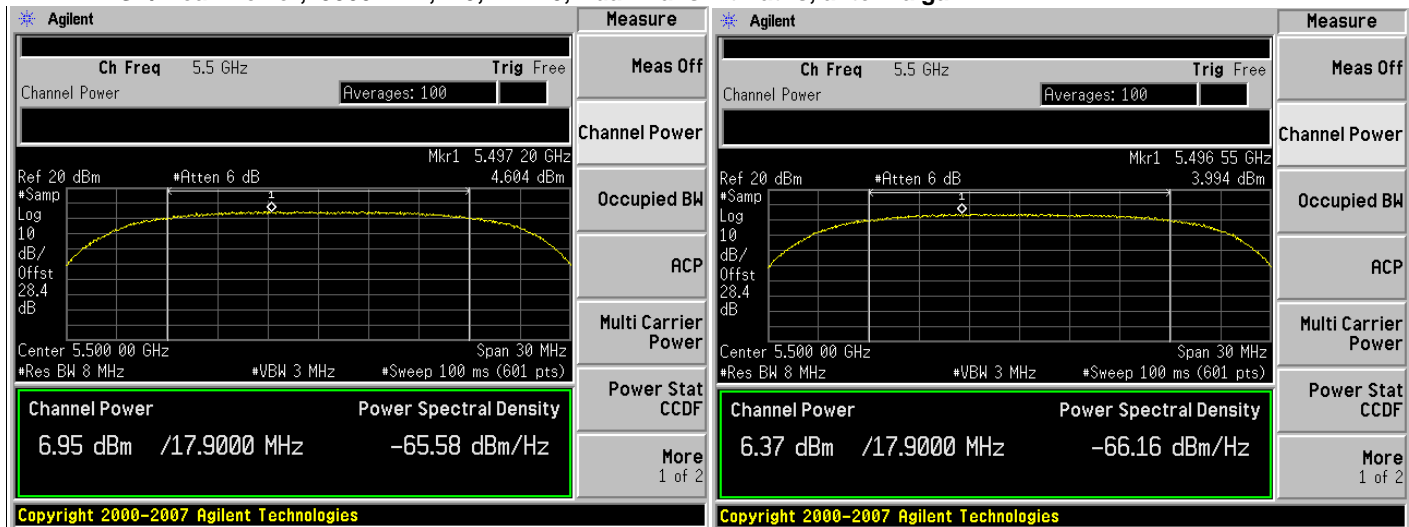 Agilent
Measure
Ch Freq 5.5 GHz Trig Free
Channel Power Averages: 100
Mkr1 5.497 20 GHz
Ref 20 dBm #Atten 6 dB 4.604 dBm
#Samp
Log
10
dB/
Offst
28.4
dB
1
Center 5.500 00 GHz Span 30 MHz
#Res BW 8 MHz #VBW 3 MHz #Sweep 100 ms (601 pts)
Channel Power Power Spectral Density
6.95 dBm /17.9000 MHz -65.58 dBm/Hz
Meas Off
Channel Power
Occupied BW
ACP
Multi Carrier
Power
Power Stat
CCDF
More
1 of 2
Copyright 2000-2007 Agilent Technologies
Agilent
Measure
Ch Freq 5.5 GHz Trig Free
Channel Power Averages: 100
Mkr1 5.496 55 GHz
Ref 20 dBm #Atten 6 dB 3.994 dBm
#Samp
Log
10
dB/
Offst
28.4
dB
1
Center 5.500 00 GHz Span 30 MHz
#Res BW 8 MHz #VBW 3 MHz #Sweep 100 ms (601 pts)
Channel Power Power Spectral Density
6.37 dBm /17.9000 MHz -66.16 dBm/Hz
Meas Off
Channel Power
Occupied BW
ACP
Multi Carrier
Power
Power Stat
CCDF
More
1 of 2
Copyright 2000-2007 Agilent Technologies